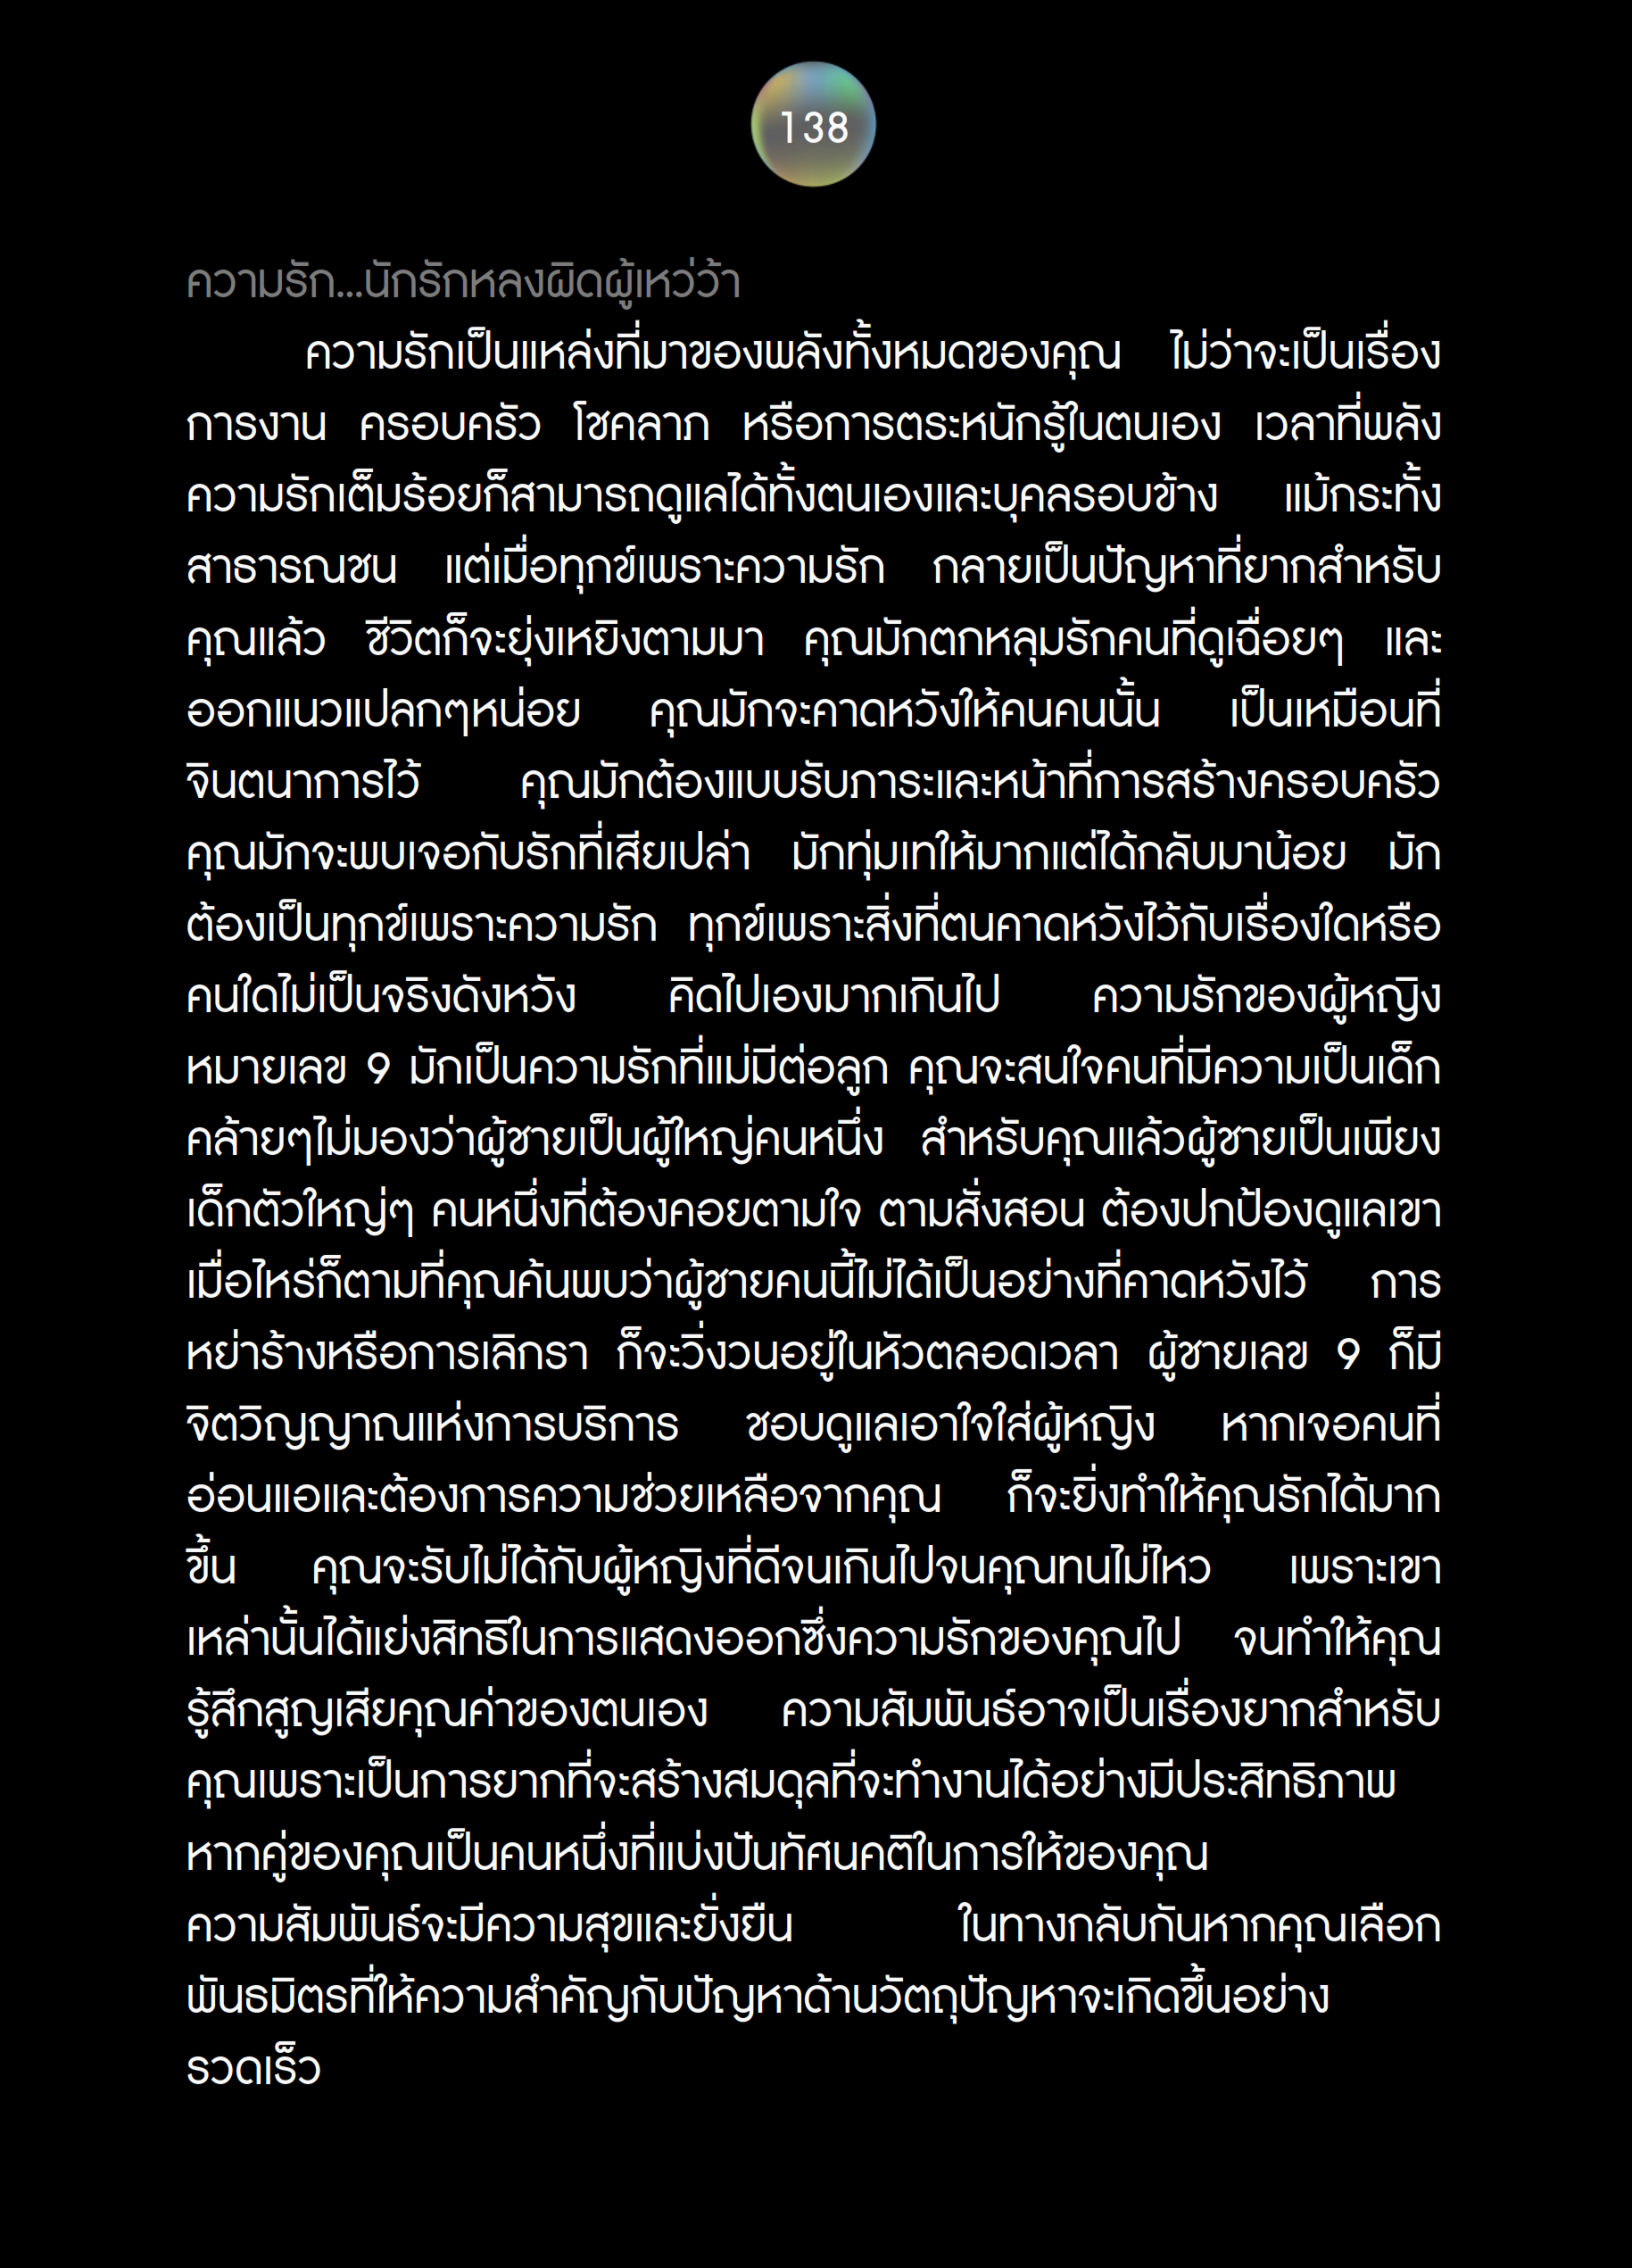 138
ความรัก...นักรักหลงผิดผู้เหว่ว้า
ความรักเป็นแหล่งที่มาของพลังทั้งหมดของคุณ ไม่ว่าจะเป็นเรื่อง
การงาน ครอบครัว โชคลาภ หรือการตระหนักรู้ในตนเอง เวลาที่พลัง
ความรักเต็มร้อยก็สามารถดูแลได้ทั้งตนเองและบุคลรอบข้าง แม้กระทั้ง
สาธารณชน แต่เมื่อทุกข์เพราะความรัก กลายเป็นปัญหาที่ยากสำหรับ
คุณแล้ว ชีวิตก็จะยุ่งเหยิงตามมา คุณมักตกหลุมรักคนที่ดูเฉื่อยๆ และ
ออกแนวแปลกๆหน่อย คุณมักจะคาดหวังให้คนคนนั้น เป็นเหมือนที่
จินตนาการไว้ คุณมักต้องแบบรับภาระและหน้าที่การสร้างครอบครัว
คุณมักจะพบเจอกับรักที่เสียเปล่า มักทุ่มเทให้มากแต่ได้กลับมาน้อย มัก
ต้องเป็นทุกข์เพราะความรัก ทุกข์เพราะสิ่งที่ตนคาดหวังไว้กับเรื่องใดหรือ
คนใดไม่เป็นจริงดังหวัง คิดไปเองมากเกินไป ความรักของผู้หญิง
หมายเลข 9 มักเป็นความรักที่แม่มีต่อลูก คุณจะสนใจคนที่มีความเป็นเด็ก
คล้ายๆไม่มองว่าผู้ชายเป็นผู้ใหญ่คนหนึ่ง สำหรับคุณแล้วผู้ชายเป็นเพียง
เด็กตัวใหญ่ๆ คนหนึ่งที่ต้องคอยตามใจ ตามสั่งสอน ต้องปกป้องดูแลเขา
เมื่อไหร่ก็ตามที่คุณค้นพบว่าผู้ชายคนนี้ไม่ได้เป็นอย่างที่คาดหวังไว้ การ
หย่าร้างหรือการเลิกรา ก็จะวิ่งวนอยู่ในหัวตลอดเวลา ผู้ชายเลข 9 ก็มี
จิตวิญญาณแห่งการบริการ ชอบดูแลเอาใจใส่ผู้หญิง หากเจอคนที่
อ่อนแอและต้องการความช่วยเหลือจากคุณ ก็จะยิ่งทำให้คุณรักได้มาก
ขึ้น คุณจะรับไม่ได้กับผู้หญิงที่ดีจนเกินไปจนคุณทนไม่ไหว เพราะเขา
เหล่านั้นได้แย่งสิทธิในการแสดงออกซึ่งความรักของคุณไป จนทำให้คุณ
รู้สึกสูญเสียคุณค่าของตนเอง ความสัมพันธ์อาจเป็นเรื่องยากสำหรับ
คุณเพราะเป็นการยากที่จะสร้างสมดุลที่จะทำงานได้อย่างมีประสิทธิภาพ
หากคู่ของคุณเป็นคนหนึ่งที่แบ่งปันทัศนคติในการให้ของคุณ
ความสัมพันธ์จะมีความสุขและยั่งยืน ในทางกลับกันหากคุณเลือก
พันธมิตรที่ให้ความสำคัญกับปัญหาด้านวัตถุปัญหาจะเกิดขึ้นอย่าง
รวดเร็ว